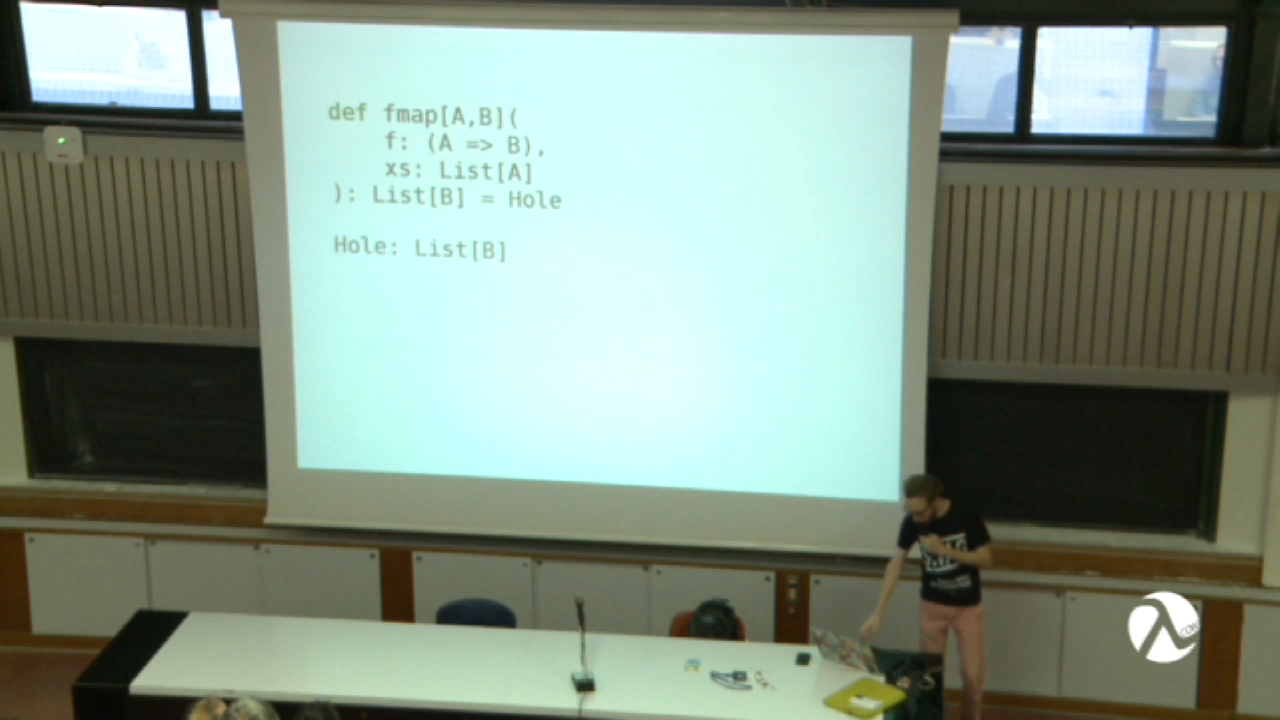 def fmap[A,B](
    f: (A => B),
    xs: List[A]
): List[B] = Hole
Hole: List[B]
λ